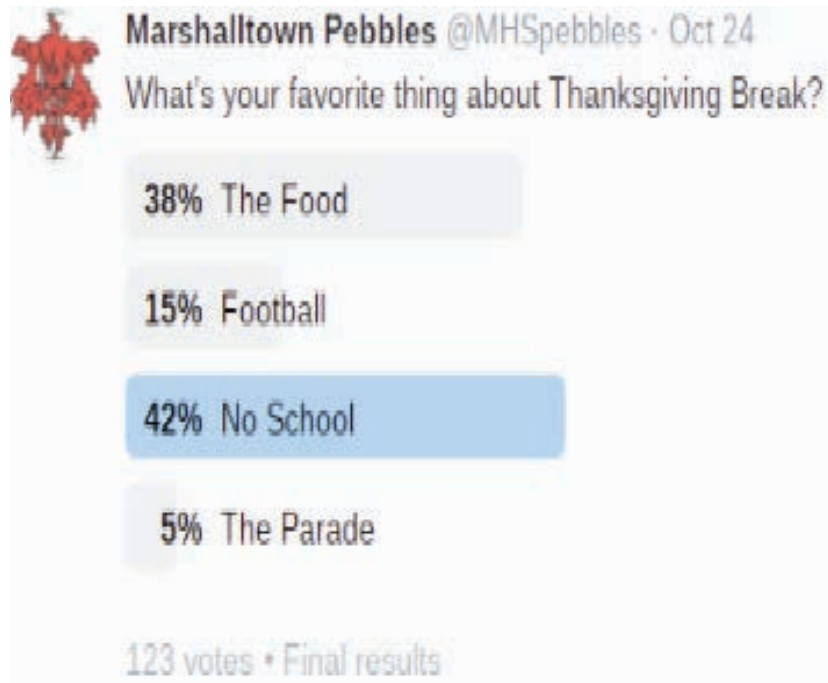 Marshalltown Pebbles @MHSpebbles · Oct 24
What's your favorite thing about Thanksgiving Break?
38% The Food
15% Football
42% No School
5% The Parade
123 votes • Final results